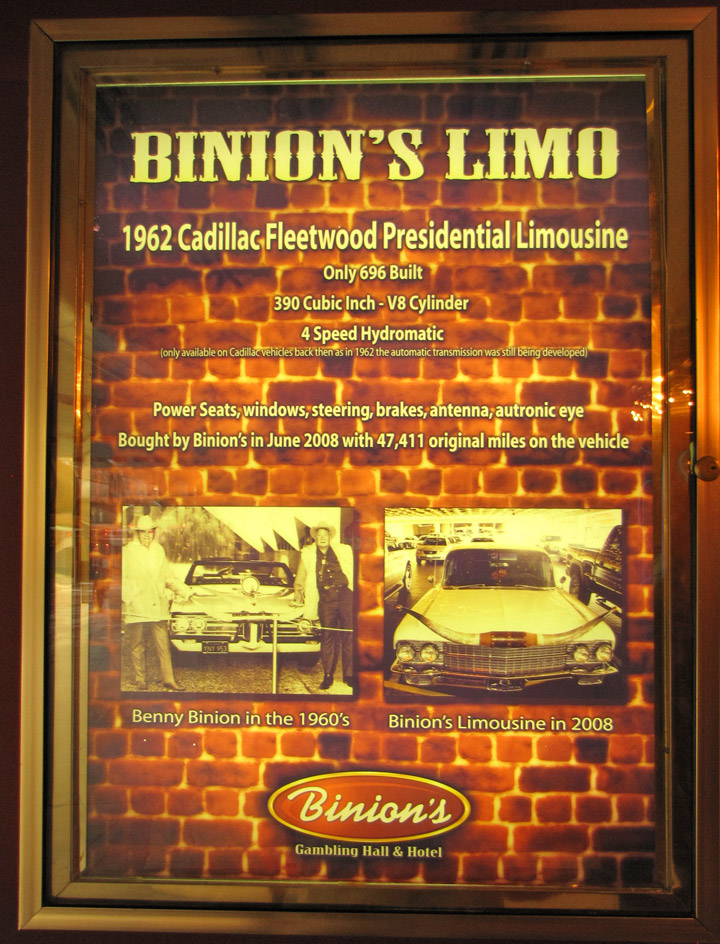 BINION'S LIMO
1962 Cadillac Fleetwood Presidential Limousine
Only 696 Built
390 Cubic Inch - V8 Cylinder
4 Speed Hydromatic
(only available on Cadillac vehicles back then as in 1962 the automatic transmission was still being developed)
Power Seats, windows, steering, brakes, antenna, autronic eye
Bought by Binion's in June 2008 with 47,411 original miles on the vehicle
YNT 953
Benny Binion in the 1960's
Binion's Limousine in 2008
Binion's
Gambling Hall & Hotel